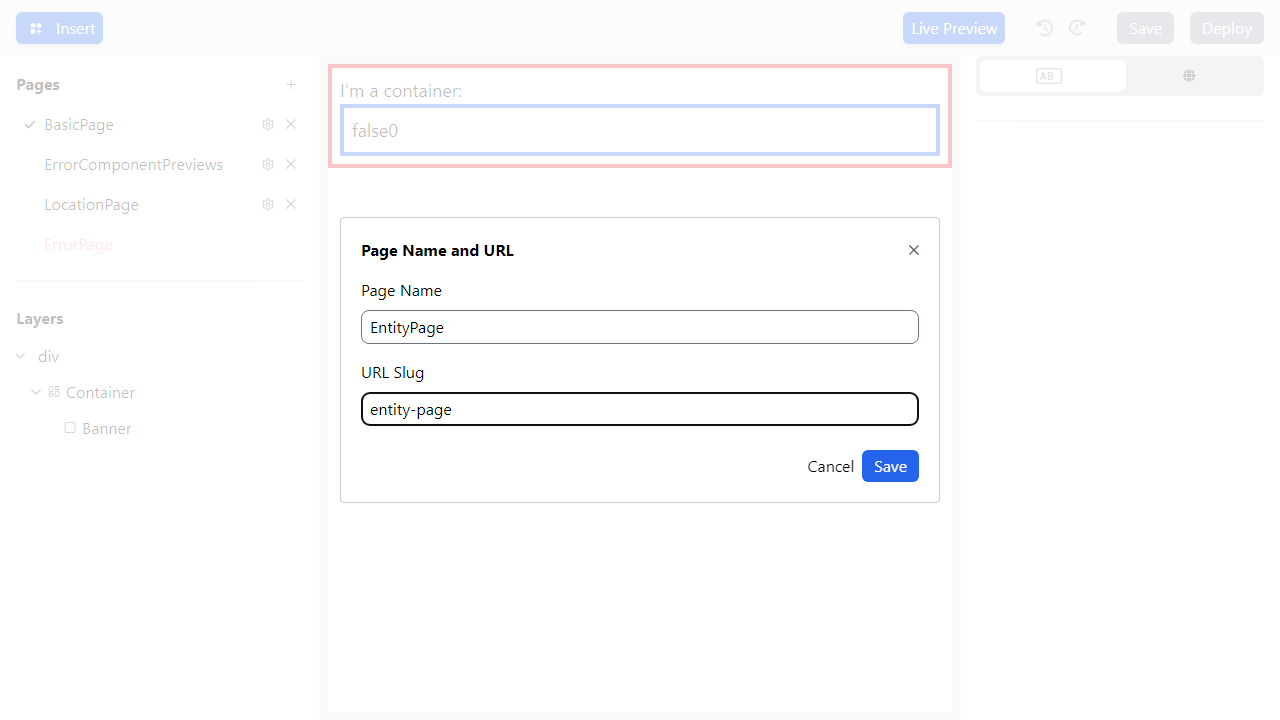 Insert
Live Preview
Save
Deploy
Pages
BasicPage
ErrorComponentPreviews
LocationPage
ErrorPage
Layers
div
Container
Banner
I'm a container:
false0
Page Name and URL
Page Name
EntityPage
URL Slug
entity-page
Cancel
Save
AB